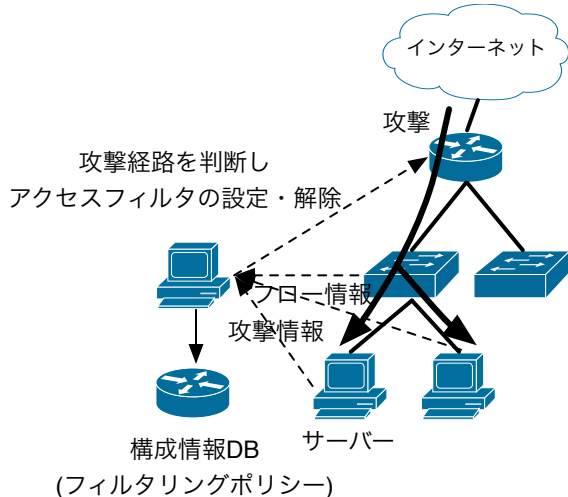 インターネット
攻撃
攻撃経路を判断し
アクセスフィルタの設定・解除
フロー情報
攻撃情報
サーバー
構成情報DB
(フィルタリングポリシー)